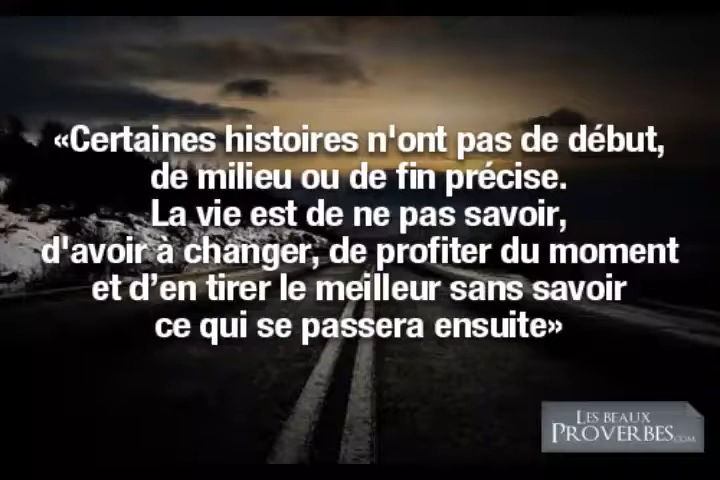 «Certaines histoires n'ont pas de début,
de milieu ou de fin précise.
La vie est de ne pas savoir,
d'avoir à changer, de profiter du moment
et d’en tirer le meilleur sans savoir
ce qui se passera ensuite»
LES BEAUX
PROVERBES.COM